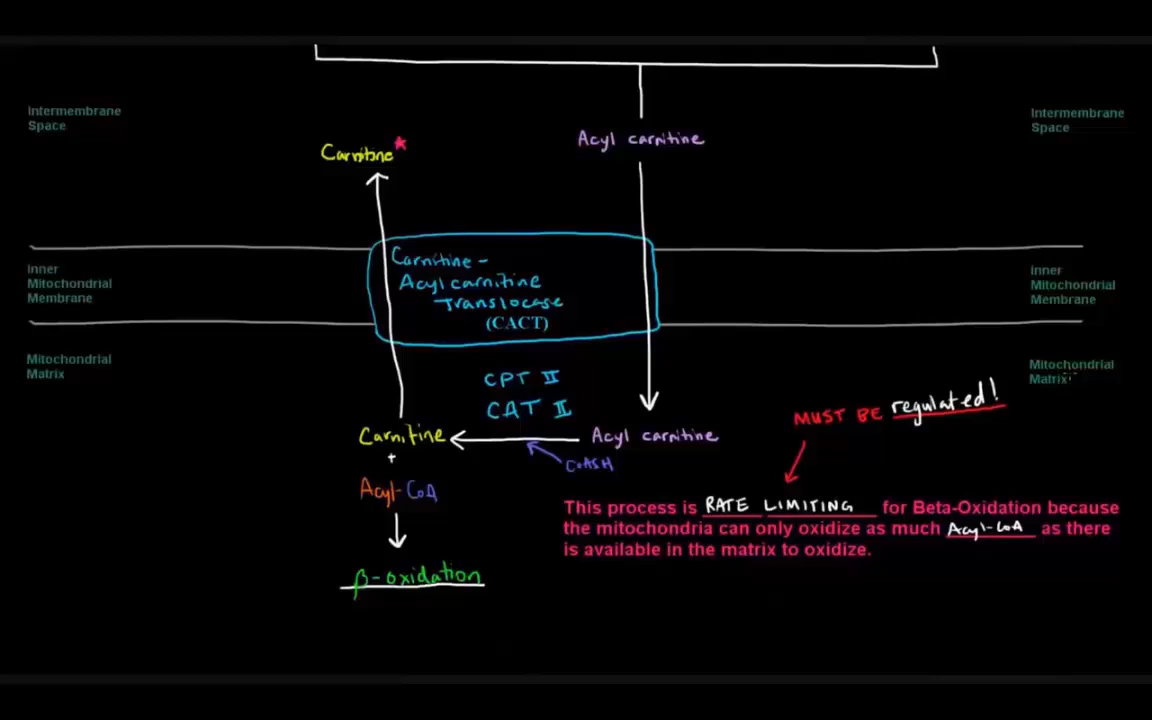 Intermembrane
Space
Intermembrane
Space
Acyl carnitine
Carnitine*
Carnitine-
Acylcarnitine
Translocase
(CACT)
Inner
Mitochondrial
Membrane
Inner
Mitochondrial
Membrane
Mitochondrial
Matrix
Mitochondrial
Matrix
CPT II
CAT II
MUST BE regulated!
Carnitine
Acyl carnitine
+
CoASH
Acyl-CoA
This process is RATE LIMITING for Beta-Oxidation because
the mitochondria can only oxidize as much Acyl-CoA as there
is available in the matrix to oxidize.
β-oxidation